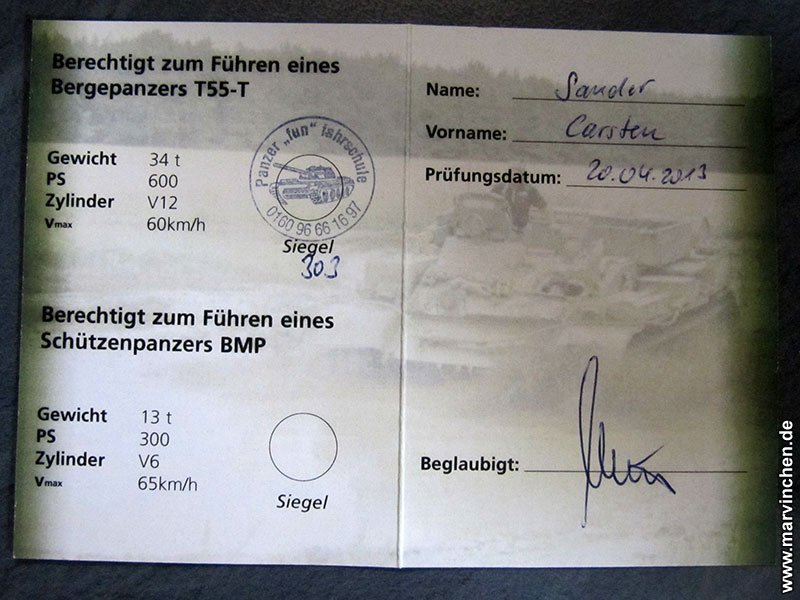 Berechtigt zum Führen eines
Bergepanzers T55-T
Gewicht 34 t
PS 600
Zylinder V12
Vmax 60km/h
Panzer „fun" fahrschule
0160 96 66 16 97
Siegel
303
Berechtigt zum Führen eines
Schützenpanzers BMP
Gewicht 13 t
PS 300
Zylinder V6
Vmax 65km/h
Siegel
Name: Sander
Vorname: Carsten
Prüfungsdatum: 20.04.2013
Beglaubigt:
www.marvinchen.de